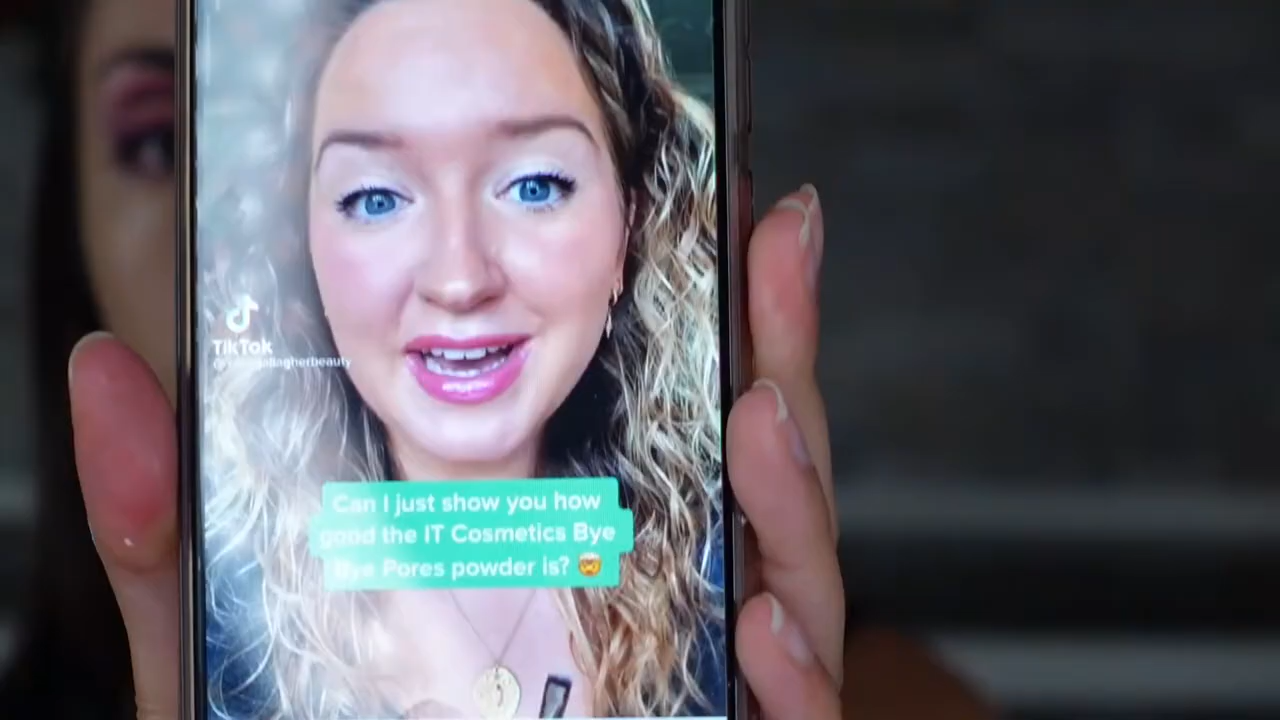 TikTok
Can I just show you how
good the IT Cosmetics Bye
Bye Pores powder is? 🤯